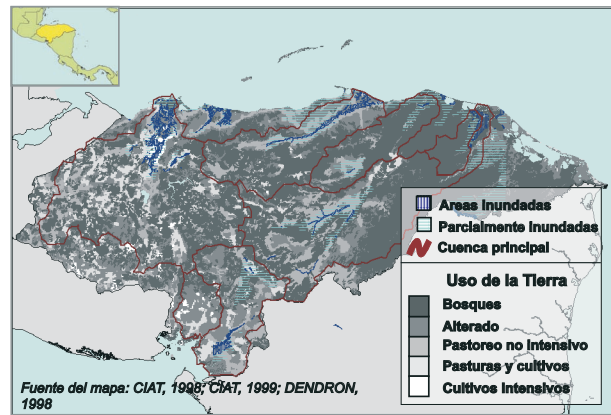 Areas Inundadas
Parcialmente Inundadas
Cuenca principal
Uso de la Tierra
Bosques
Alterado
Pastoreo no Intensivo
Pasturas y cultivos
Cultivos Intensivos
Fuente del mapa: CIAT, 1998; CIAT, 1999; DENDRON,
1998